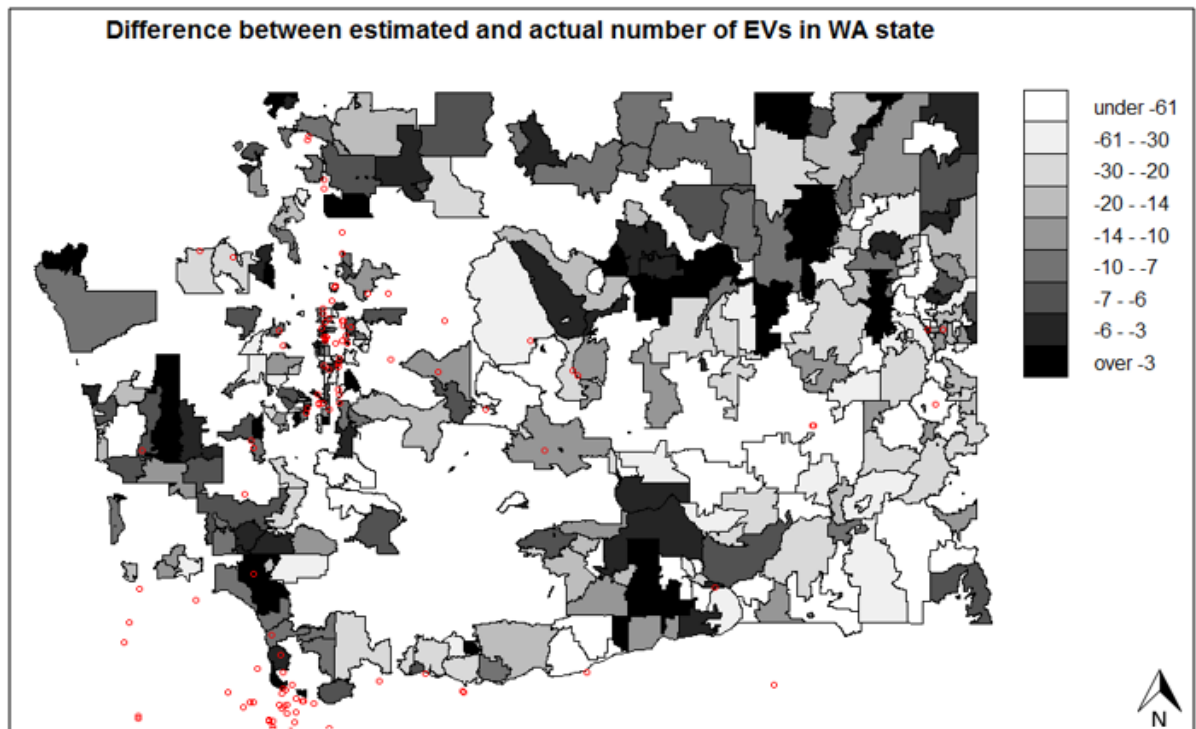 Difference between estimated and actual number of EVs in WA state
under -61
-61 - -30
-30 - -20
-20 - -14
-14 - -10
-10 - -7
-7 - -6
-6 - -3
over -3
N